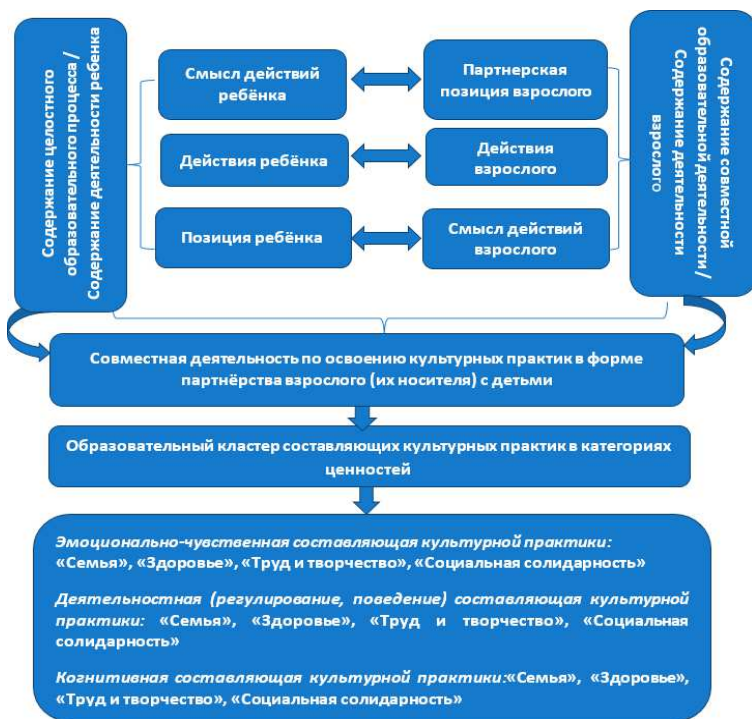 Содержание целостного
образовательного процесса /
Содержание деятельности ребенка
Смысл действий
ребёнка
Партнерская
позиция взрослого
Действия ребёнка
Действия
взрослого
Позиция ребёнка
Смысл действий
взрослого
Содержание совместной
образовательной деятельности /
Содержание деятельности
взрослого
Совместная деятельность по освоению культурных практик в форме
партнёрства взрослого (их носителя) с детьми
Образовательный кластер составляющих культурных практик в категориях
ценностей
Эмоционально-чувственная составляющая культурной практики:
«Семья», «Здоровье», «Труд и творчество», «Социальная солидарность»
Деятельностная (регулирование, поведение) составляющая культурной
практики: «Семья», «Здоровье», «Труд и творчество», «Социальная
солидарность»
Когнитивная составляющая культурной практики:«Семья», «Здоровье»,
«Труд и творчество», «Социальная солидарность»